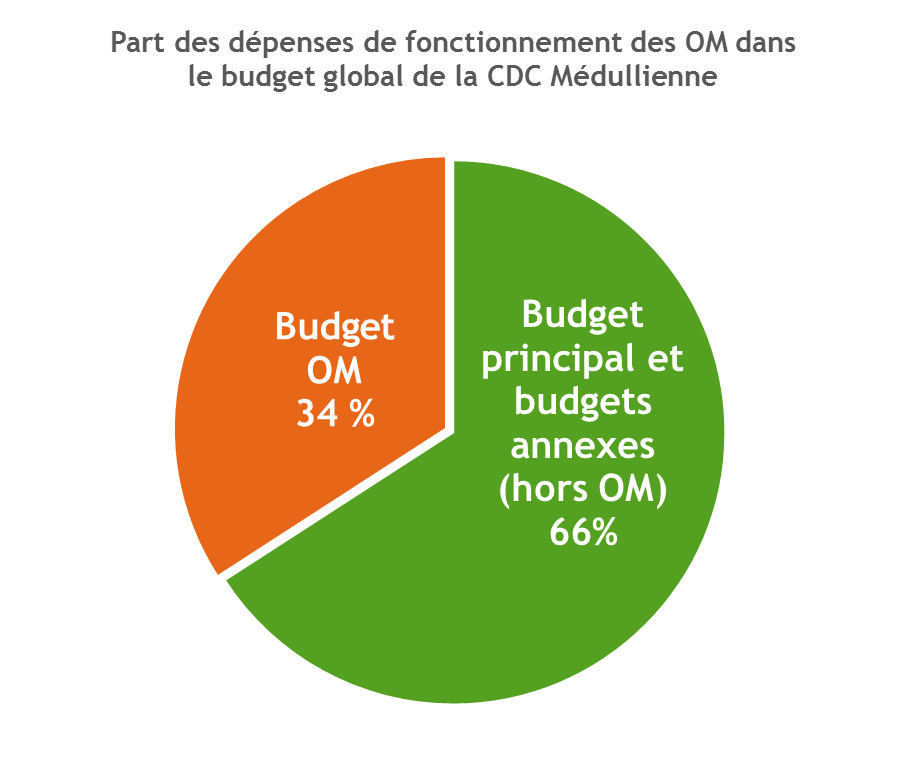 Part des dépenses de fonctionnement des OM dans
le budget global de la CDC Médullienne
Budget
OM
34 %
Budget
principal et
budgets
annexes
(hors OM)
66%